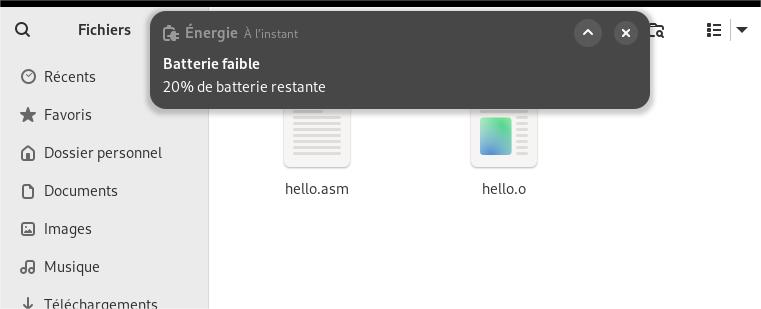 Fichiers
Énergie À l'instant
Batterie faible
20% de batterie restante
Récents
Favoris
Dossier personnel
Documents
Images
Musique
Téléchargements
hello.asm
hello.o